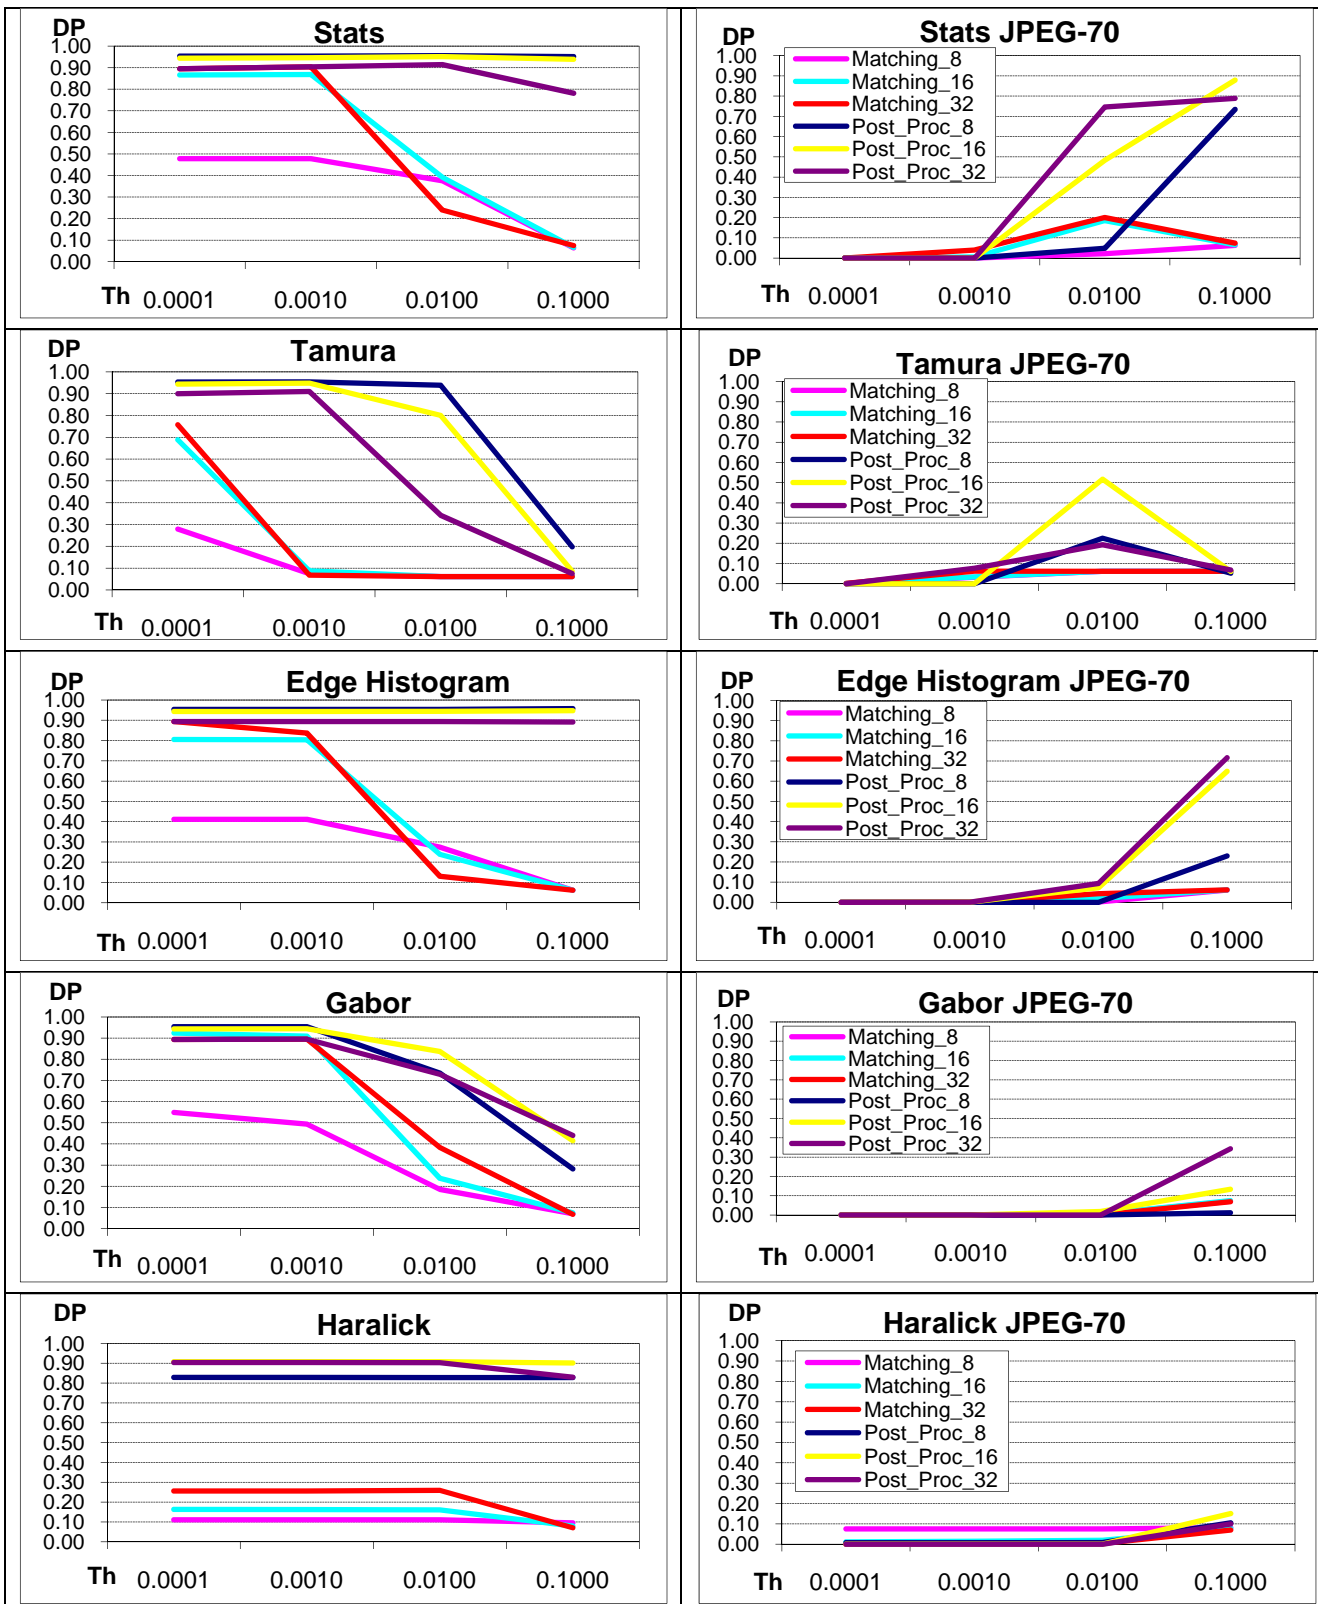 DP
Stats
1.00
0.90
0.80
0.70
0.60
0.50
0.40
0.30
0.20
0.10
0.00
Th 0.0001 0.0010 0.0100 0.1000
DP
Stats JPEG-70
1.00
0.90
0.80
0.70
0.60
0.50
0.40
0.30
0.20
0.10
0.00
Matching_8
Matching_16
Matching_32
Post_Proc_8
Post_Proc_16
Post_Proc_32
Th 0.0001 0.0010 0.0100 0.1000
DP
Tamura
1.00
0.90
0.80
0.70
0.60
0.50
0.40
0.30
0.20
0.10
0.00
Th 0.0001 0.0010 0.0100 0.1000
DP
Tamura JPEG-70
1.00
0.90
0.80
0.70
0.60
0.50
0.40
0.30
0.20
0.10
0.00
Matching_8
Matching_16
Matching_32
Post_Proc_8
Post_Proc_16
Post_Proc_32
Th 0.0001 0.0010 0.0100 0.1000
DP
Edge Histogram
1.00
0.90
0.80
0.70
0.60
0.50
0.40
0.30
0.20
0.10
0.00
Th 0.0001 0.0010 0.0100 0.1000
DP
Edge Histogram JPEG-70
1.00
0.90
0.80
0.70
0.60
0.50
0.40
0.30
0.20
0.10
0.00
Matching_8
Matching_16
Matching_32
Post_Proc_8
Post_Proc_16
Post_Proc_32
Th 0.0001 0.0010 0.0100 0.1000
DP
Gabor
1.00
0.90
0.80
0.70
0.60
0.50
0.40
0.30
0.20
0.10
0.00
Th 0.0001 0.0010 0.0100 0.1000
DP
Gabor JPEG-70
1.00
0.90
0.80
0.70
0.60
0.50
0.40
0.30
0.20
0.10
0.00
Matching_8
Matching_16
Matching_32
Post_Proc_8
Post_Proc_16
Post_Proc_32
Th 0.0001 0.0010 0.0100 0.1000
DP
Haralick
1.00
0.90
0.80
0.70
0.60
0.50
0.40
0.30
0.20
0.10
0.00
Th 0.0001 0.0010 0.0100 0.1000
DP
Haralick JPEG-70
1.00
0.90
0.80
0.70
0.60
0.50
0.40
0.30
0.20
0.10
0.00
Matching_8
Matching_16
Matching_32
Post_Proc_8
Post_Proc_16
Post_Proc_32
Th 0.0001 0.0010 0.0100 0.1000